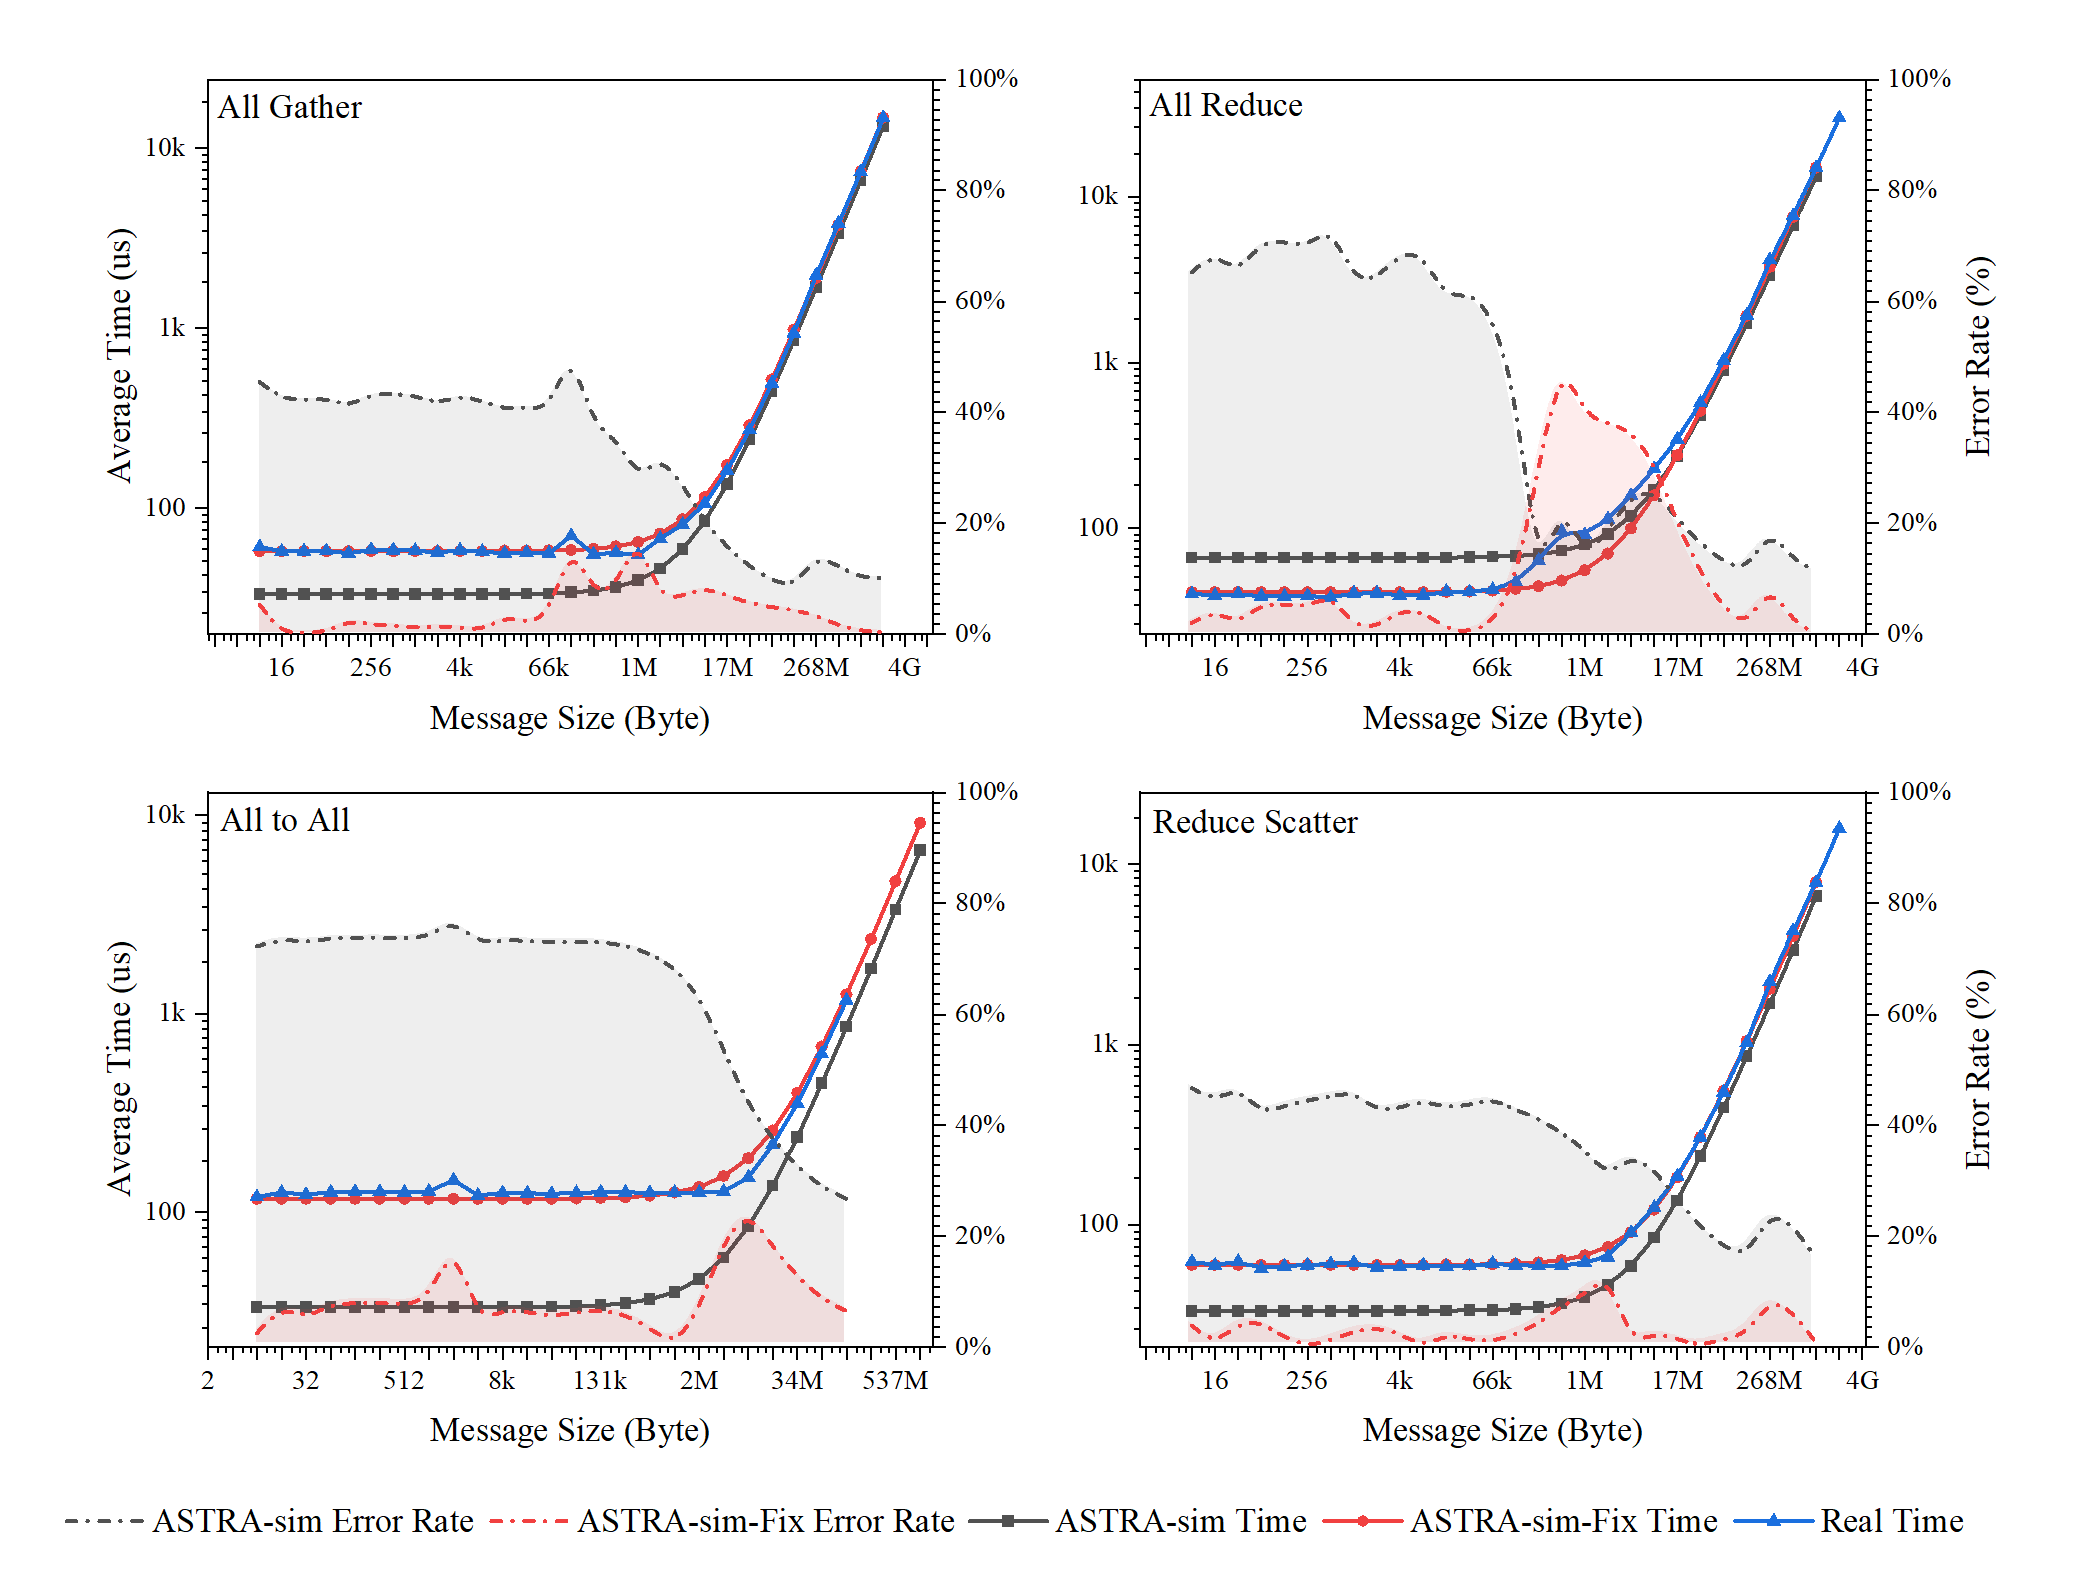 All Gather
Average Time (us)
10k
1k
100
100%
80%
60%
40%
20%
0%
16 256 4k 66k 1M 17M 268M 4G
Message Size (Byte)
All Reduce
10k
1k
100
100%
80%
60%
40%
20%
0%
Error Rate (%)
16 256 4k 66k 1M 17M 268M 4G
Message Size (Byte)
All to All
Average Time (us)
10k
1k
100
100%
80%
60%
40%
20%
0%
2 32 512 8k 131k 2M 34M 537M
Message Size (Byte)
Reduce Scatter
10k
1k
100
100%
80%
60%
40%
20%
0%
Error Rate (%)
16 256 4k 66k 1M 17M 268M 4G
Message Size (Byte)
ASTRA-sim Error Rate ASTRA-sim-Fix Error Rate ASTRA-sim Time ASTRA-sim-Fix Time Real Time